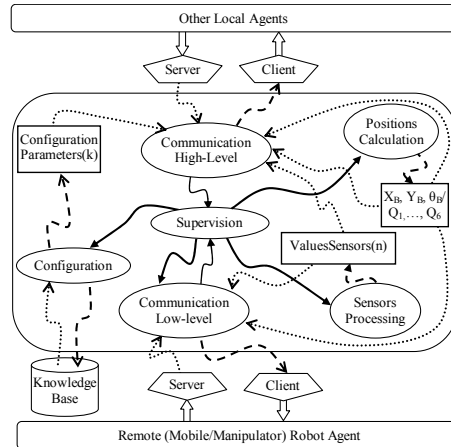 Other Local Agents
Server
Client
Configuration
Parameters(k)
Communication
High-Level
Positions
Calculation
X_B, Y_B, θ_B/
Q_1,…, Q_6
Supervision
ValuesSensors(n)
Configuration
Communication
Low-level
Sensors
Processing
Knowledge
Base
Server
Client
Remote (Mobile/Manipulator) Robot Agent